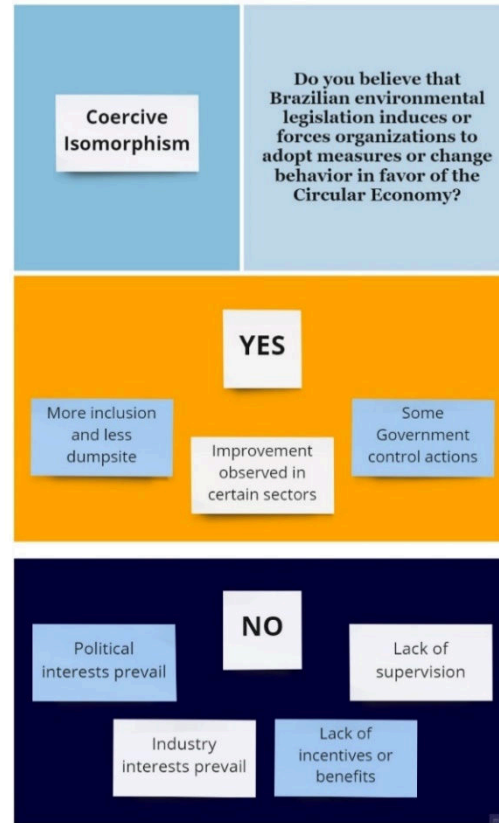 Coercive
Isomorphism
Do you believe that
Brazilian environmental
legislation induces or
forces organizations to
adopt measures or change
behavior in favor of the
Circular Economy?
YES
More inclusion
and less
dumpsite
Improvement
observed in
certain sectors
Some
Government
control actions
NO
Political
interests prevail
Lack of
supervision
Industry
interests prevail
Lack of
incentives or
benefits